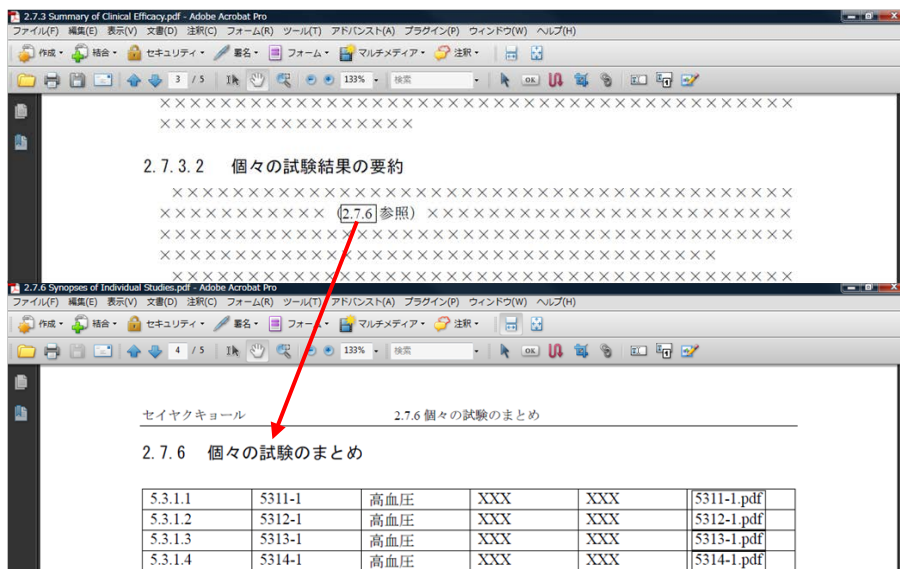 2.7.3 Summary of Clinical Efficacy.pdf - Adobe Acrobat Pro
ファイル(F) 編集(E) 表示(V) 文書(D) 注釈(C) フォーム(R) ツール(T) アドバンスト(A) プラグイン(P) ウィンドウ(W) ヘルプ(H)
作成 結合 セキュリティ 署名 フォーム マルチメディア 注釈
3 / 5 133% 検索 OK
××××××××××××××××××××××××××××××××××××××××××
×××××××××××××××××
2.7.3.2 個々の試験結果の要約
×××××××××××××××××××××××××××××××××××××××××
××××××××××× (2.7.6 参照) ××××××××××××××××××××××××
××××××××××××××××××××××××××××××××××××××××××
×××××××××××××××××××××××××××××××××××××
×××××××××××××××××××××××××××××××××××××××××
2.7.6 Synopses of Individual Studies.pdf - Adobe Acrobat Pro
ファイル(F) 編集(E) 表示(V) 文書(D) 注釈(C) フォーム(R) ツール(T) アドバンスト(A) プラグイン(P) ウィンドウ(W) ヘルプ(H)
作成 結合 セキュリティ 署名 フォーム マルチメディア 注釈
4 / 5 133% 検索 OK
セイヤクキョール 2.7.6 個々の試験のまとめ
2.7.6 個々の試験のまとめ
5.3.1.1 5311-1 高血圧 XXX XXX 5311-1.pdf
5.3.1.2 5312-1 高血圧 XXX XXX 5312-1.pdf
5.3.1.3 5313-1 高血圧 XXX XXX 5313-1.pdf
5.3.1.4 5314-1 高血圧 XXX XXX 5314-1.pdf